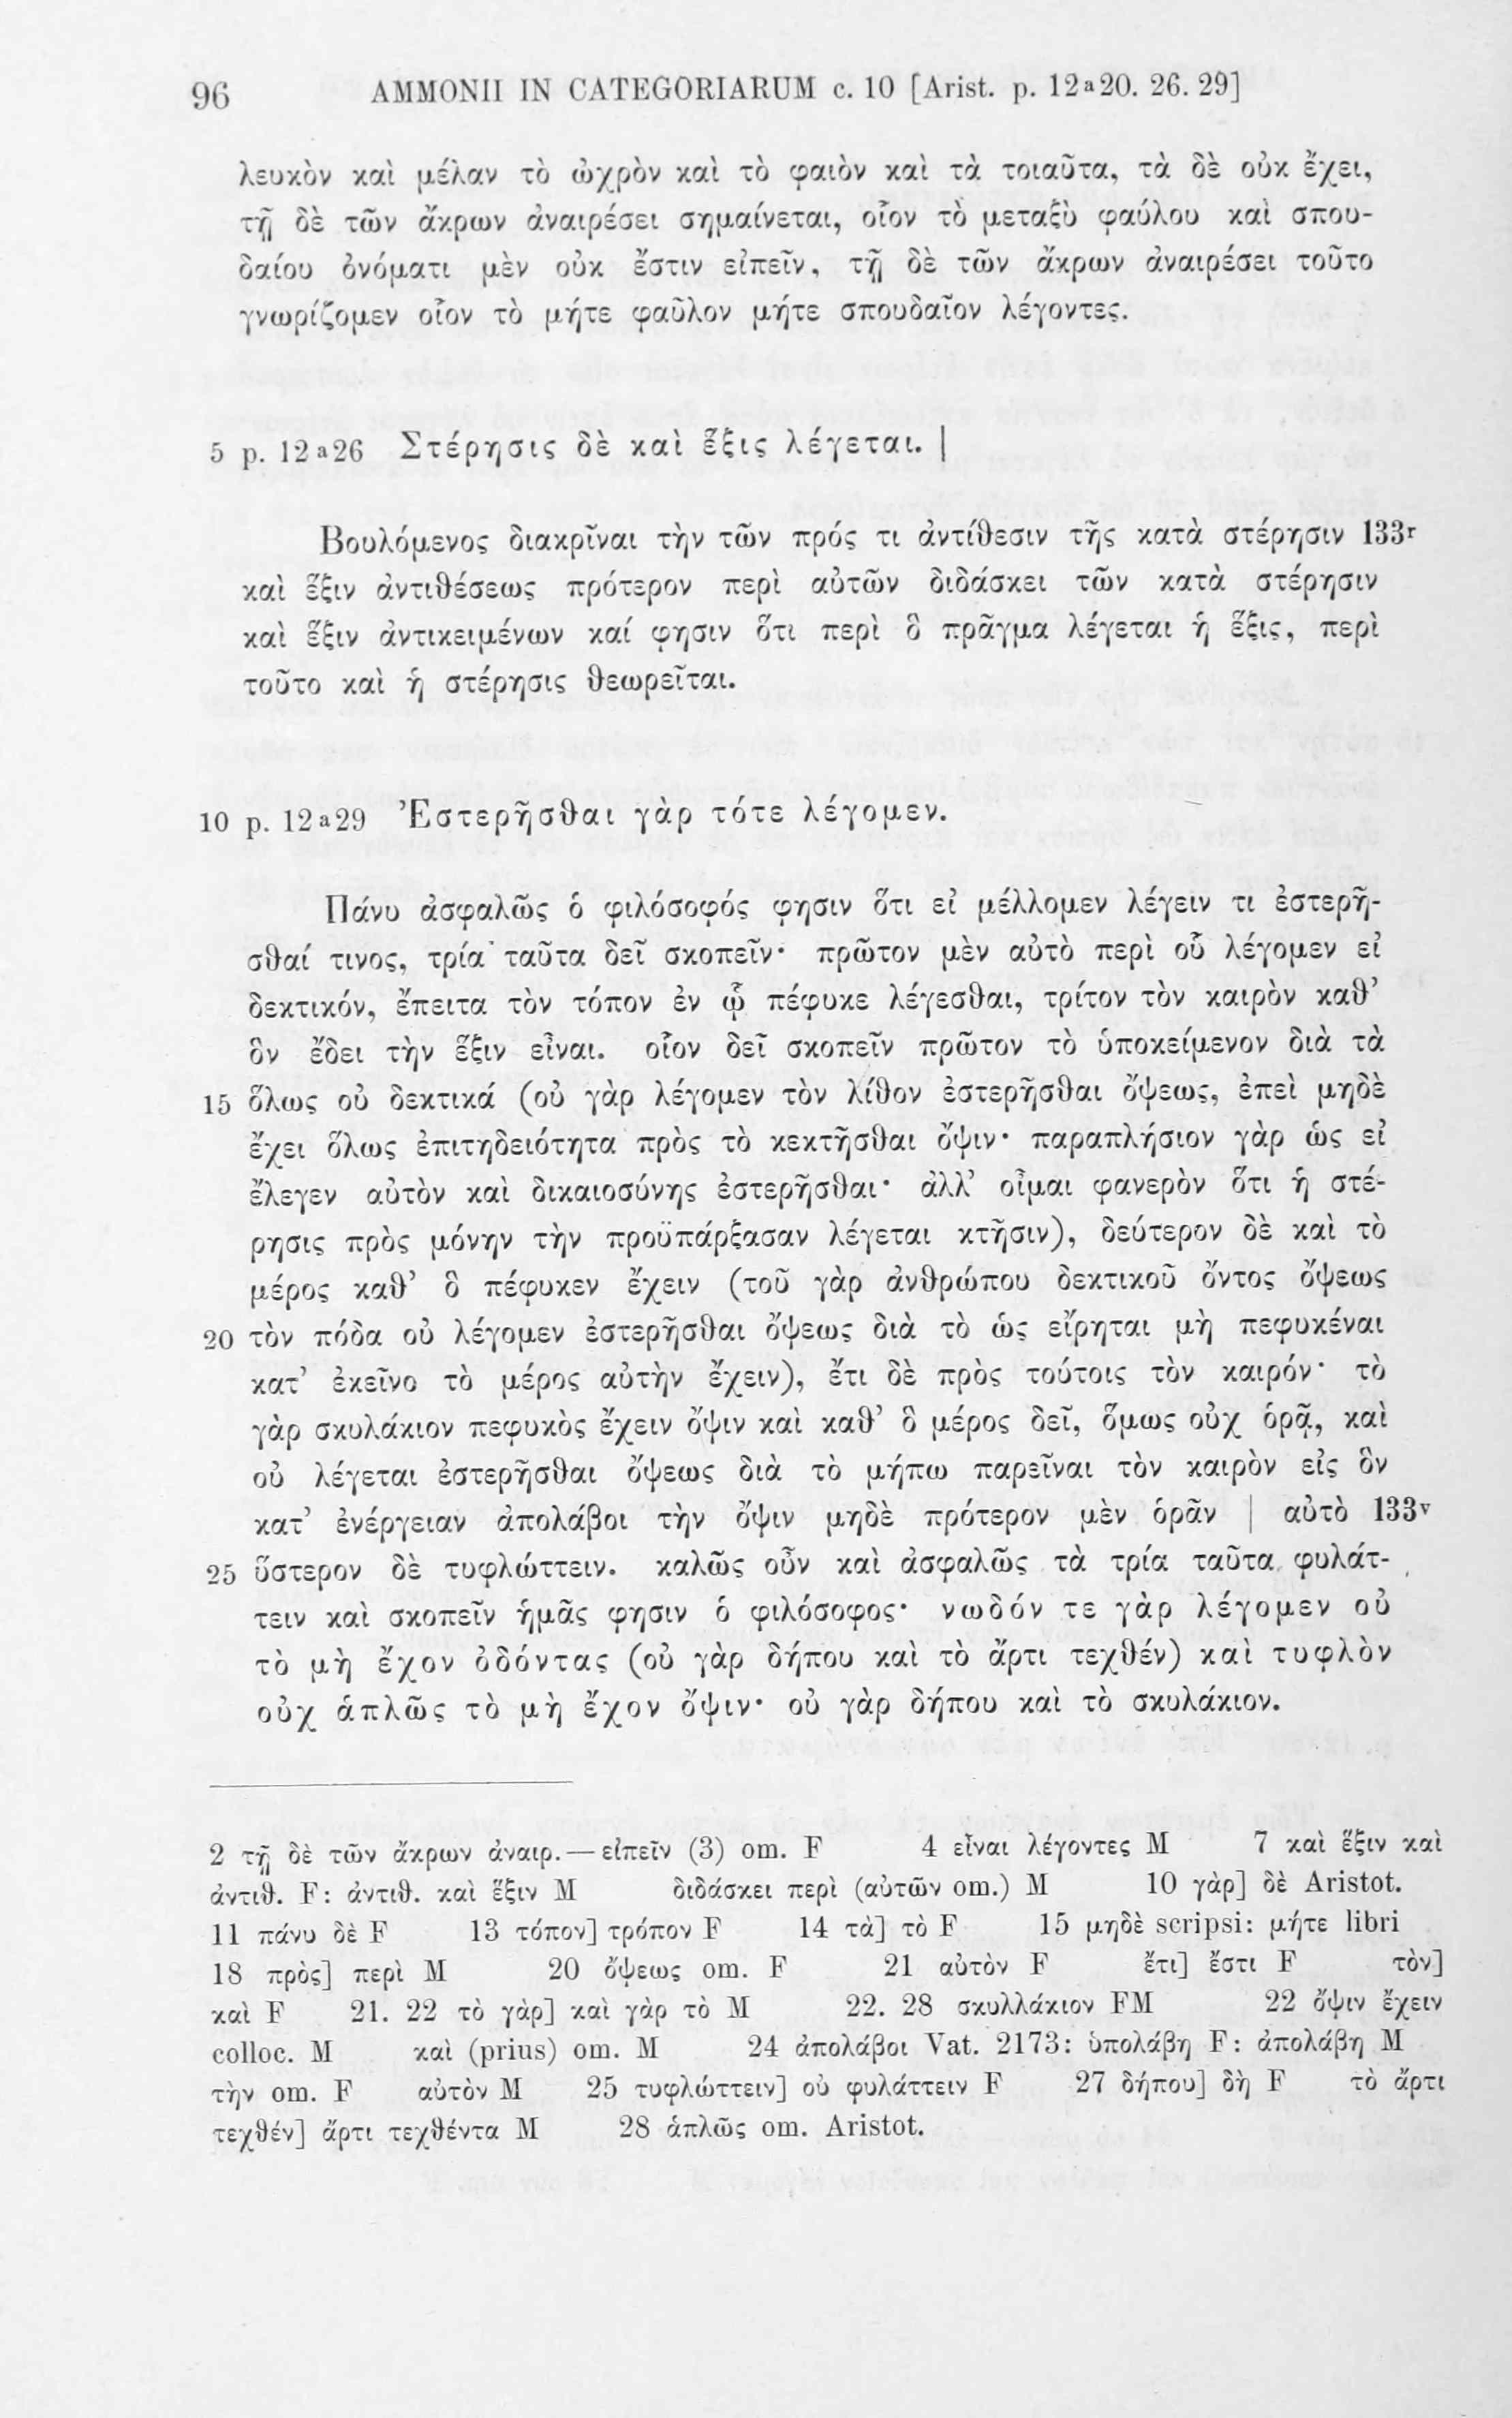 96 AMMONII IN CATEGORIARUM c. 10 [Arist. p. 12a20. 26. 29]
λευκὸν καὶ μέλαν τὸ ὠχρὸν καὶ τὸ φαιὸν καὶ τὰ τοιαῦτα, τὰ δὲ οὐκ ἔχει,
τῇ δὲ τῶν ἄκρων ἀναιρέσει σημαίνεται, οἷον τὸ μεταξὺ φαύλου καὶ σπου-
δαίου ὀνόματι μὲν οὐκ ἔστιν εἰπεῖν, τῇ δὲ τῶν ἄκρων ἀναιρέσει τοῦτο
γνωρίζομεν οἷον τὸ μήτε φαῦλον μήτε σπουδαῖον λέγοντες.
5 p. 12a26 Στέρησις δὲ καὶ ἕξις λέγεται. |
Βουλόμενος διακρῖναι τὴν τῶν πρός τι ἀντίθεσιν τῆς κατὰ στέρησιν 133r
καὶ ἕξιν ἀντιθέσεως πρότερον περὶ αὐτῶν διδάσκει τῶν κατὰ στέρησιν
καὶ ἕξιν ἀντικειμένων καί φησιν ὅτι περὶ ὃ πρᾶγμα λέγεται ἡ ἕξις, περὶ
τοῦτο καὶ ἡ στέρησις θεωρεῖται.
10 p. 12a29 Ἐστερῆσθαι γὰρ τότε λέγομεν.
Πάνυ ἀσφαλῶς ὁ φιλόσοφός φησιν ὅτι εἰ μέλλομεν λέγειν τι ἐστερῆ-
σθαί τινος, τρία ταῦτα δεῖ σκοπεῖν· πρῶτον μὲν αὐτὸ περὶ οὗ λέγομεν εἰ
δεκτικόν, ἔπειτα τὸν τόπον ἐν ᾧ πέφυκε λέγεσθαι, τρίτον τὸν καιρὸν καθ’
ὃν ἔδει τὴν ἕξιν εἶναι. οἷον δεῖ σκοπεῖν πρῶτον τὸ ὑποκείμενον διὰ τὰ
15 ὅλως οὐ δεκτικά (οὐ γὰρ λέγομεν τὸν λίθον ἐστερῆσθαι ὄψεως, ἐπεὶ μηδὲ
ἔχει ὅλως ἐπιτηδειότητα πρὸς τὸ κεκτῆσθαι ὄψιν· παραπλήσιον γὰρ ὡς εἰ
ἔλεγεν αὐτὸν καὶ δικαιοσύνης ἐστερῆσθαι· ἀλλ’ οἶμαι φανερὸν ὅτι ἡ στέ-
ρησις πρὸς μόνην τὴν προϋπάρξασαν λέγεται κτῆσιν), δεύτερον δὲ καὶ τὸ
μέρος καθ’ ὃ πέφυκεν ἔχειν (τοῦ γὰρ ἀνθρώπου δεκτικοῦ ὄντος ὄψεως
20 τὸν πόδα οὐ λέγομεν ἐστερῆσθαι ὄψεως διὰ τὸ ὡς εἴρηται μὴ πεφυκέναι
κατ’ ἐκεῖνο τὸ μέρος αὐτὴν ἔχειν), ἔτι δὲ πρὸς τούτοις τὸν καιρόν· τὸ
γὰρ σκυλάκιον πεφυκὸς ἔχειν ὄψιν καὶ καθ’ ὃ μέρος δεῖ, ὅμως οὐχ ὁρᾷ, καὶ
οὐ λέγεται ἐστερῆσθαι ὄψεως διὰ τὸ μήπω παρεῖναι τὸν καιρὸν εἰς ὃν
κατ’ ἐνέργειαν ἀπολάβοι τὴν ὄψιν μηδὲ πρότερον μὲν ὁρᾶν | αὐτὸ 133v
25 ὕστερον δὲ τυφλώττειν. καλῶς οὖν καὶ ἀσφαλῶς τὰ τρία ταῦτα φυλάτ-
τειν καὶ σκοπεῖν ἡμᾶς φησιν ὁ φιλόσοφος· νωδόν τε γὰρ λέγομεν οὐ
τὸ μὴ ἔχον ὀδόντας (οὐ γὰρ δήπου καὶ τὸ ἄρτι τεχθέν) καὶ τυφλὸν
οὐχ ἁπλῶς τὸ μὴ ἔχον ὄψιν· οὐ γὰρ δήπου καὶ τὸ σκυλάκιον.
2 τῇ δὲ τῶν ἄκρων ἀναιρ. — εἰπεῖν (3) om. F 4 εἶναι λέγοντες M 7 καὶ ἕξιν καὶ
ἀντιθ. F: ἀντιθ. καὶ ἕξιν M διδάσκει περὶ (αὐτῶν om.) M 10 γὰρ] δὲ Aristot.
11 πάνυ δὲ F 13 τόπον] τρόπον F 14 τὰ] τὸ F 15 μηδὲ scripsi: μήτε libri
18 πρὸς] περὶ M 20 ὄψεως om. F 21 αὐτὸν F ἔτι] ἔστι F τὸν]
καὶ F 21. 22 τὸ γὰρ] καὶ γὰρ τὸ M 22. 28 σκυλλάκιον FM 22 ὄψιν ἔχειν
colloc. M καὶ (prius) om. M 24 ἀπολάβοι Vat. 2173: ὑπολάβη F: ἀπολάβη M
τὴν om. F αὐτὸν M 25 τυφλώττειν] οὐ φυλάττειν F 27 δήπου] δὴ F τὸ ἄρτι
τεχθέν] ἄρτι τεχθέντα M 28 ἁπλῶς om. Aristot.